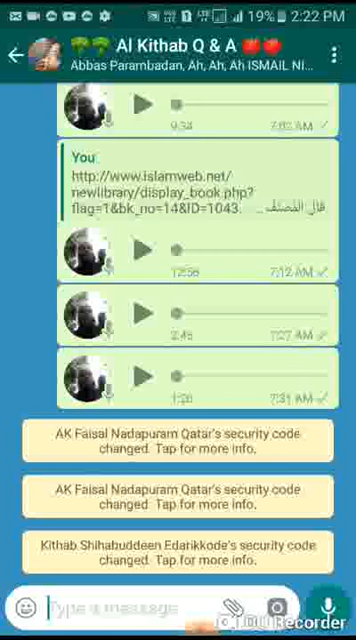 19% 2:22 PM
Al Kithab Q & A
Abbas Parambadan, Ah, Ah, Ah ISMAIL NI...
9:34 7:02 AM
You
http://www.islamweb.net/
newlibrary/display_book.php?
flag=1&bk_no=14&ID=1043. ... قال المصنف
12:56 7:12 AM
2:45 7:27 AM
1:26 7:31 AM
AK Faisal Nadapuram Qatar's security code
changed. Tap for more info.
AK Faisal Nadapuram Qatar's security code
changed. Tap for more info.
Kithab Shihabuddeen Edarikkode's security code
changed. Tap for more info.
Type a message
DU Recorder